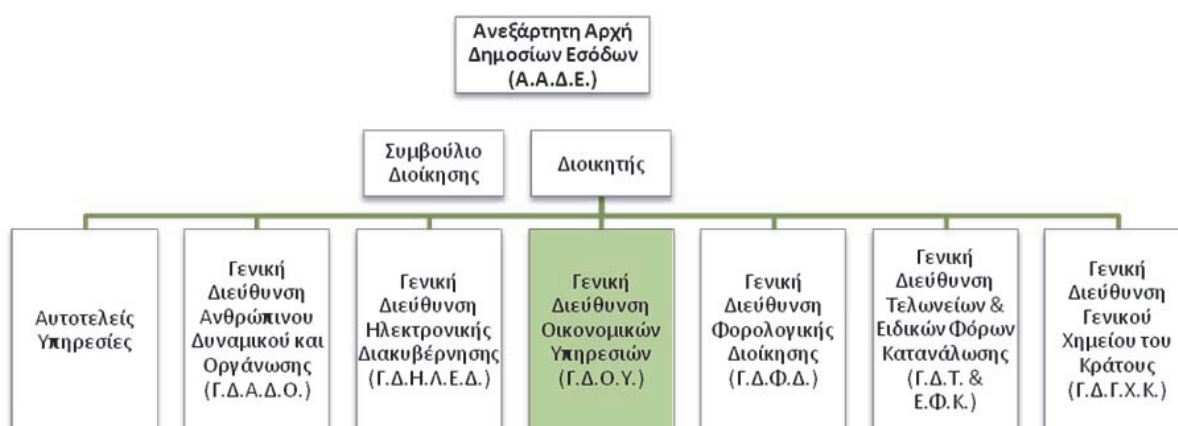 Ανεξάρτητη Αρχή
Δημοσίων Εσόδων
(Α.Α.Δ.Ε.)
Συμβούλιο
Διοίκησης
Διοικητής
Αυτοτελείς
Υπηρεσίες
Γενική
Διεύθυνση
Ανθρώπινου
Δυναμικού και
Οργάνωσης
(Γ.Δ.Α.Δ.Ο.)
Γενική
Διεύθυνση
Ηλεκτρονικής
Διακυβέρνησης
(Γ.Δ.Η.Λ.Ε.Δ.)
Γενική
Διεύθυνση
Οικονομικών
Υπηρεσιών
(Γ.Δ.Ο.Υ.)
Γενική
Διεύθυνση
Φορολογικής
Διοίκησης
(Γ.Δ.Φ.Δ.)
Γενική
Διεύθυνση
Τελωνείων &
Ειδικών Φόρων
Κατανάλωσης
(Γ.Δ.Τ. &
Ε.Φ.Κ.)
Γενική
Διεύθυνση
Γενικού
Χημείου του
Κράτους
(Γ.Δ.Γ.Χ.Κ.)